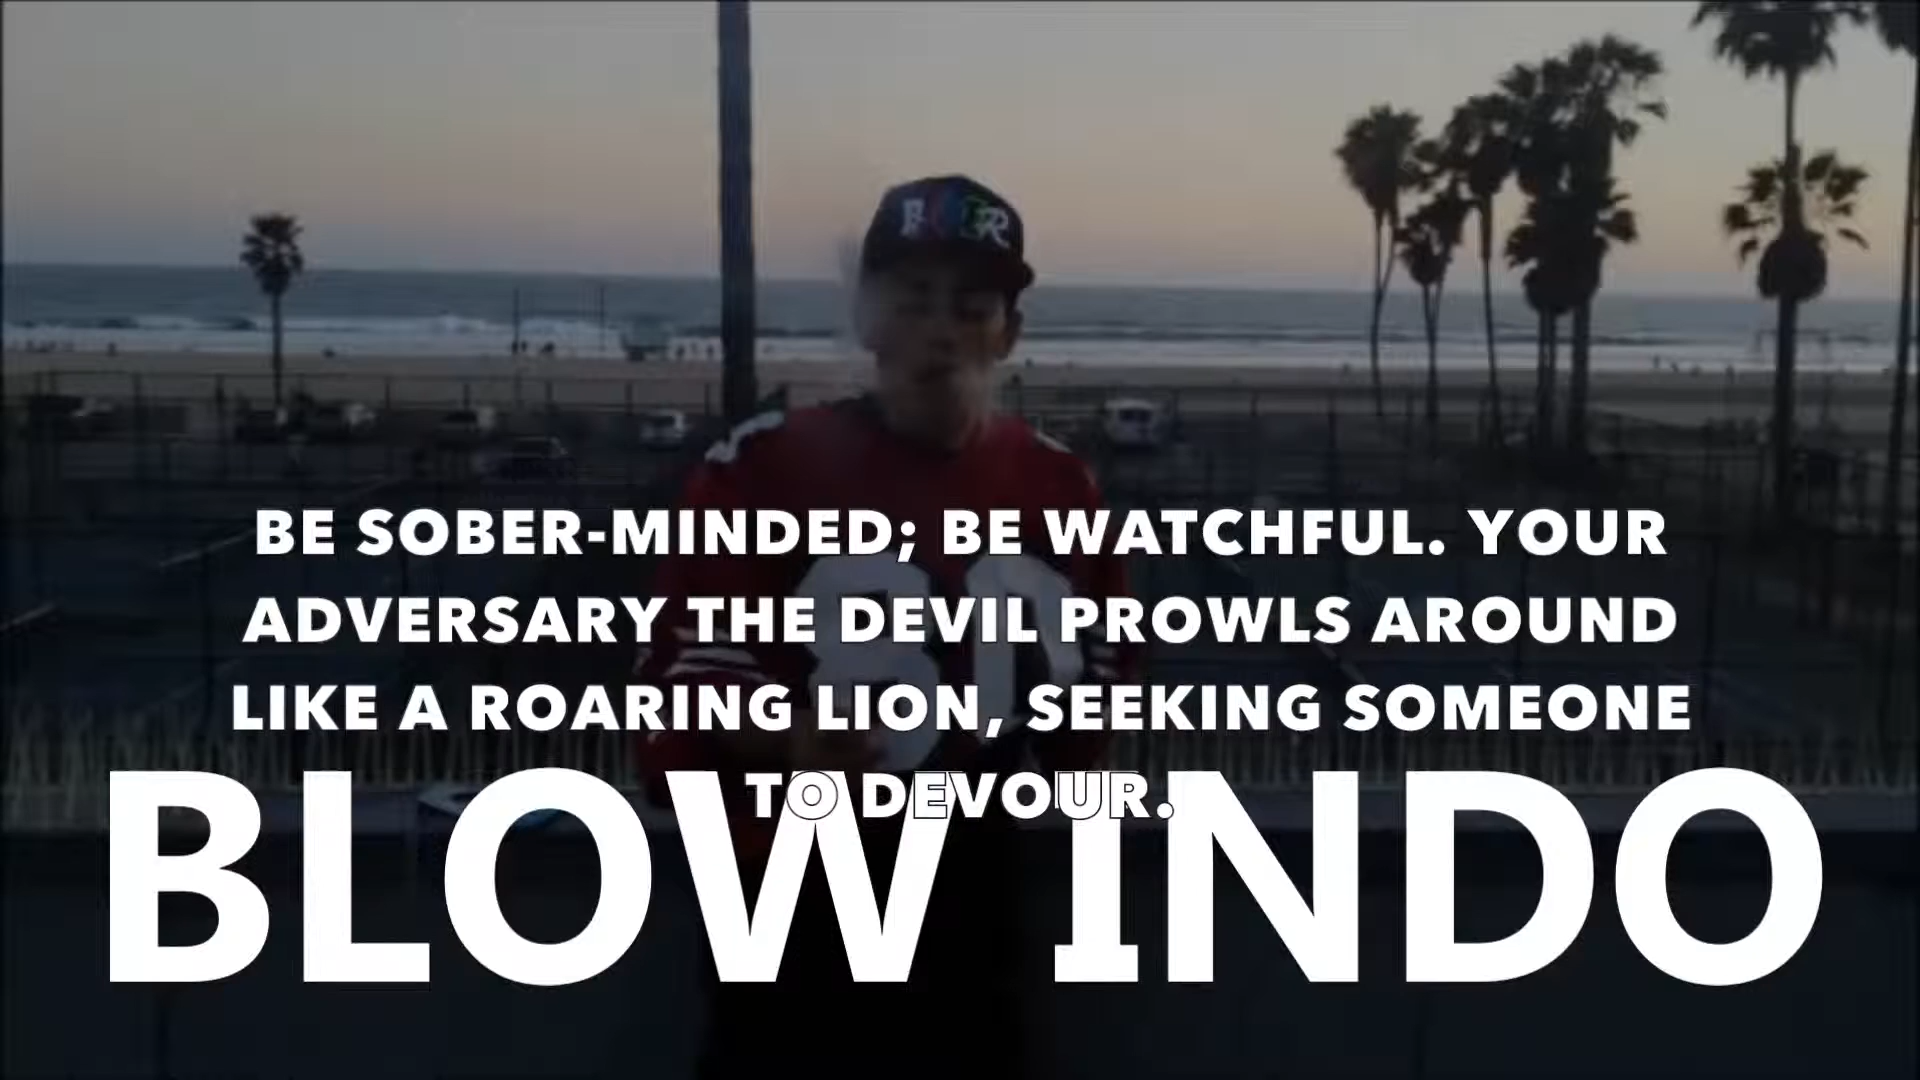 BE SOBER-MINDED; BE WATCHFUL. YOUR
ADVERSARY THE DEVIL PROWLS AROUND
LIKE A ROARING LION, SEEKING SOMEONE
TO DEVOUR.
BLOW INDO
80